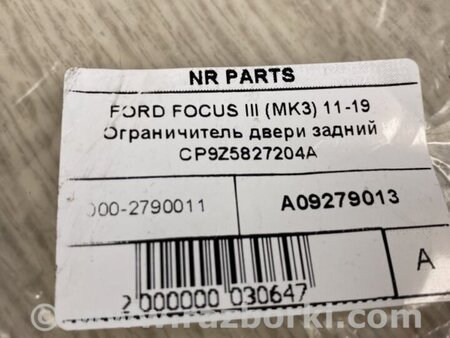 NR PARTS
FORD FOCUS III (MK3) 11-19
Ограничитель двери задний
CP9Z5827204A
000-2790011
A09279013
A
2 000000 030647